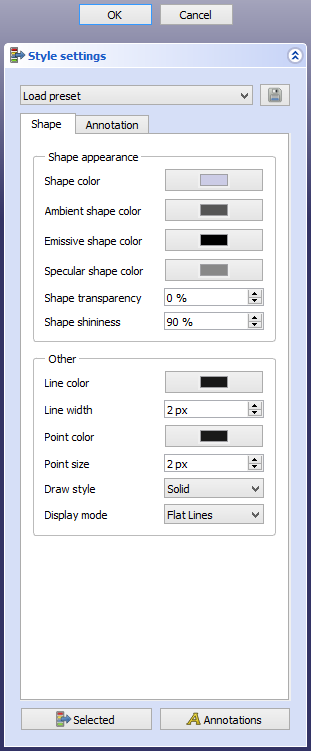 OK Cancel
Style settings
Load preset
Shape Annotation
Shape appearance
Shape color
Ambient shape color
Emissive shape color
Specular shape color
Shape transparency 0 %
Shape shininess 90 %
Other
Line color
Line width 2 px
Point color
Point size 2 px
Draw style Solid
Display mode Flat Lines
Selected Annotations